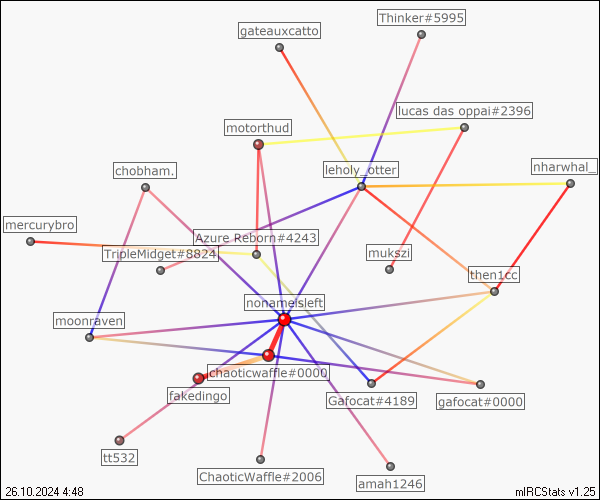 Thinker#5995
gateauxcatto
lucas das oppai#2396
motorthud
leholy_otter
nharwhal_
chobham.
mercurybro
Azure Reborn#4243
TripleMidget#8824
mukszi
then1cc
nonameisleft
moonraven
chaoticwaffle#0000
fakedingo
Gafocat#4189
gafocat#0000
tt532
ChaoticWaffle#2006
amah1246
26.10.2024 4:48
mIRCStats v1.25